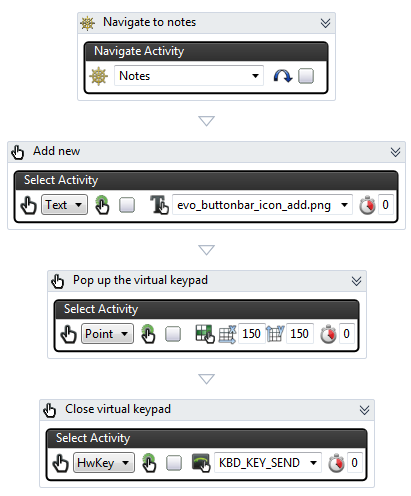 Navigate to notes
Navigate Activity
Notes
Add new
Select Activity
Text T evo_buttonbar_icon_add.png 0
Pop up the virtual keypad
Select Activity
Point 150 150 0
Close virtual keypad
Select Activity
HwKey KBD_KEY_SEND 0